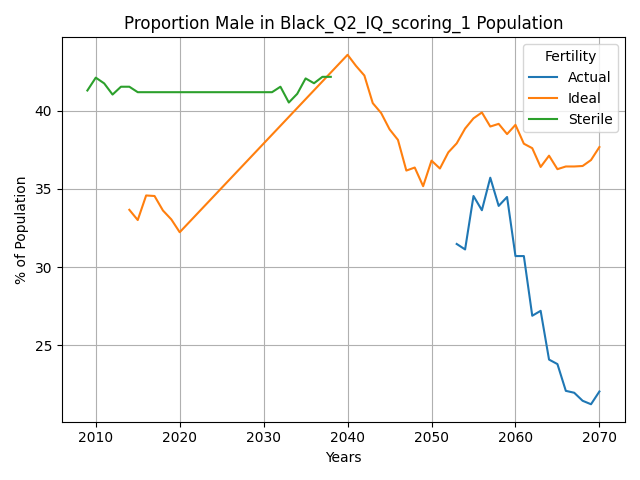 Proportion Male in Black_Q2_IQ_scoring_1 Population
Fertility
Actual
Ideal
Sterile
% of Population
40
35
30
25
2010 2020 2030 2040 2050 2060 2070
Years